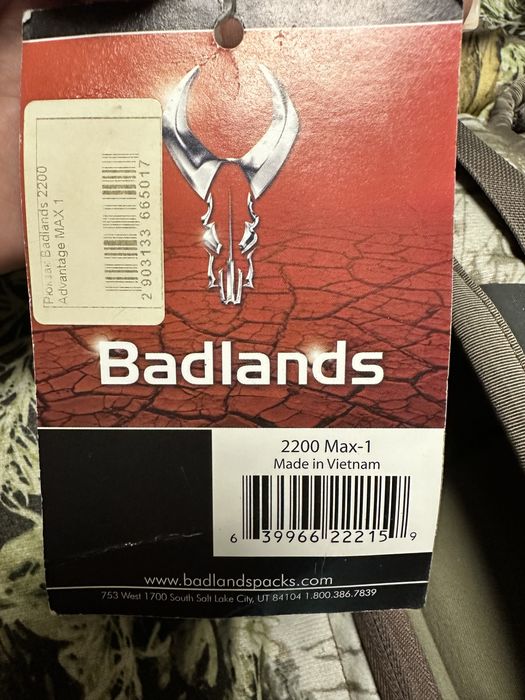 Рюкзак Badlands 2200
Advantage MAX 1
2 903133 665017
Badlands
2200 Max-1
Made in Vietnam
6 39966 22215 9
www.badlandspacks.com
753 West 1700 South Salt Lake City, UT 84104 1.800.386.7839